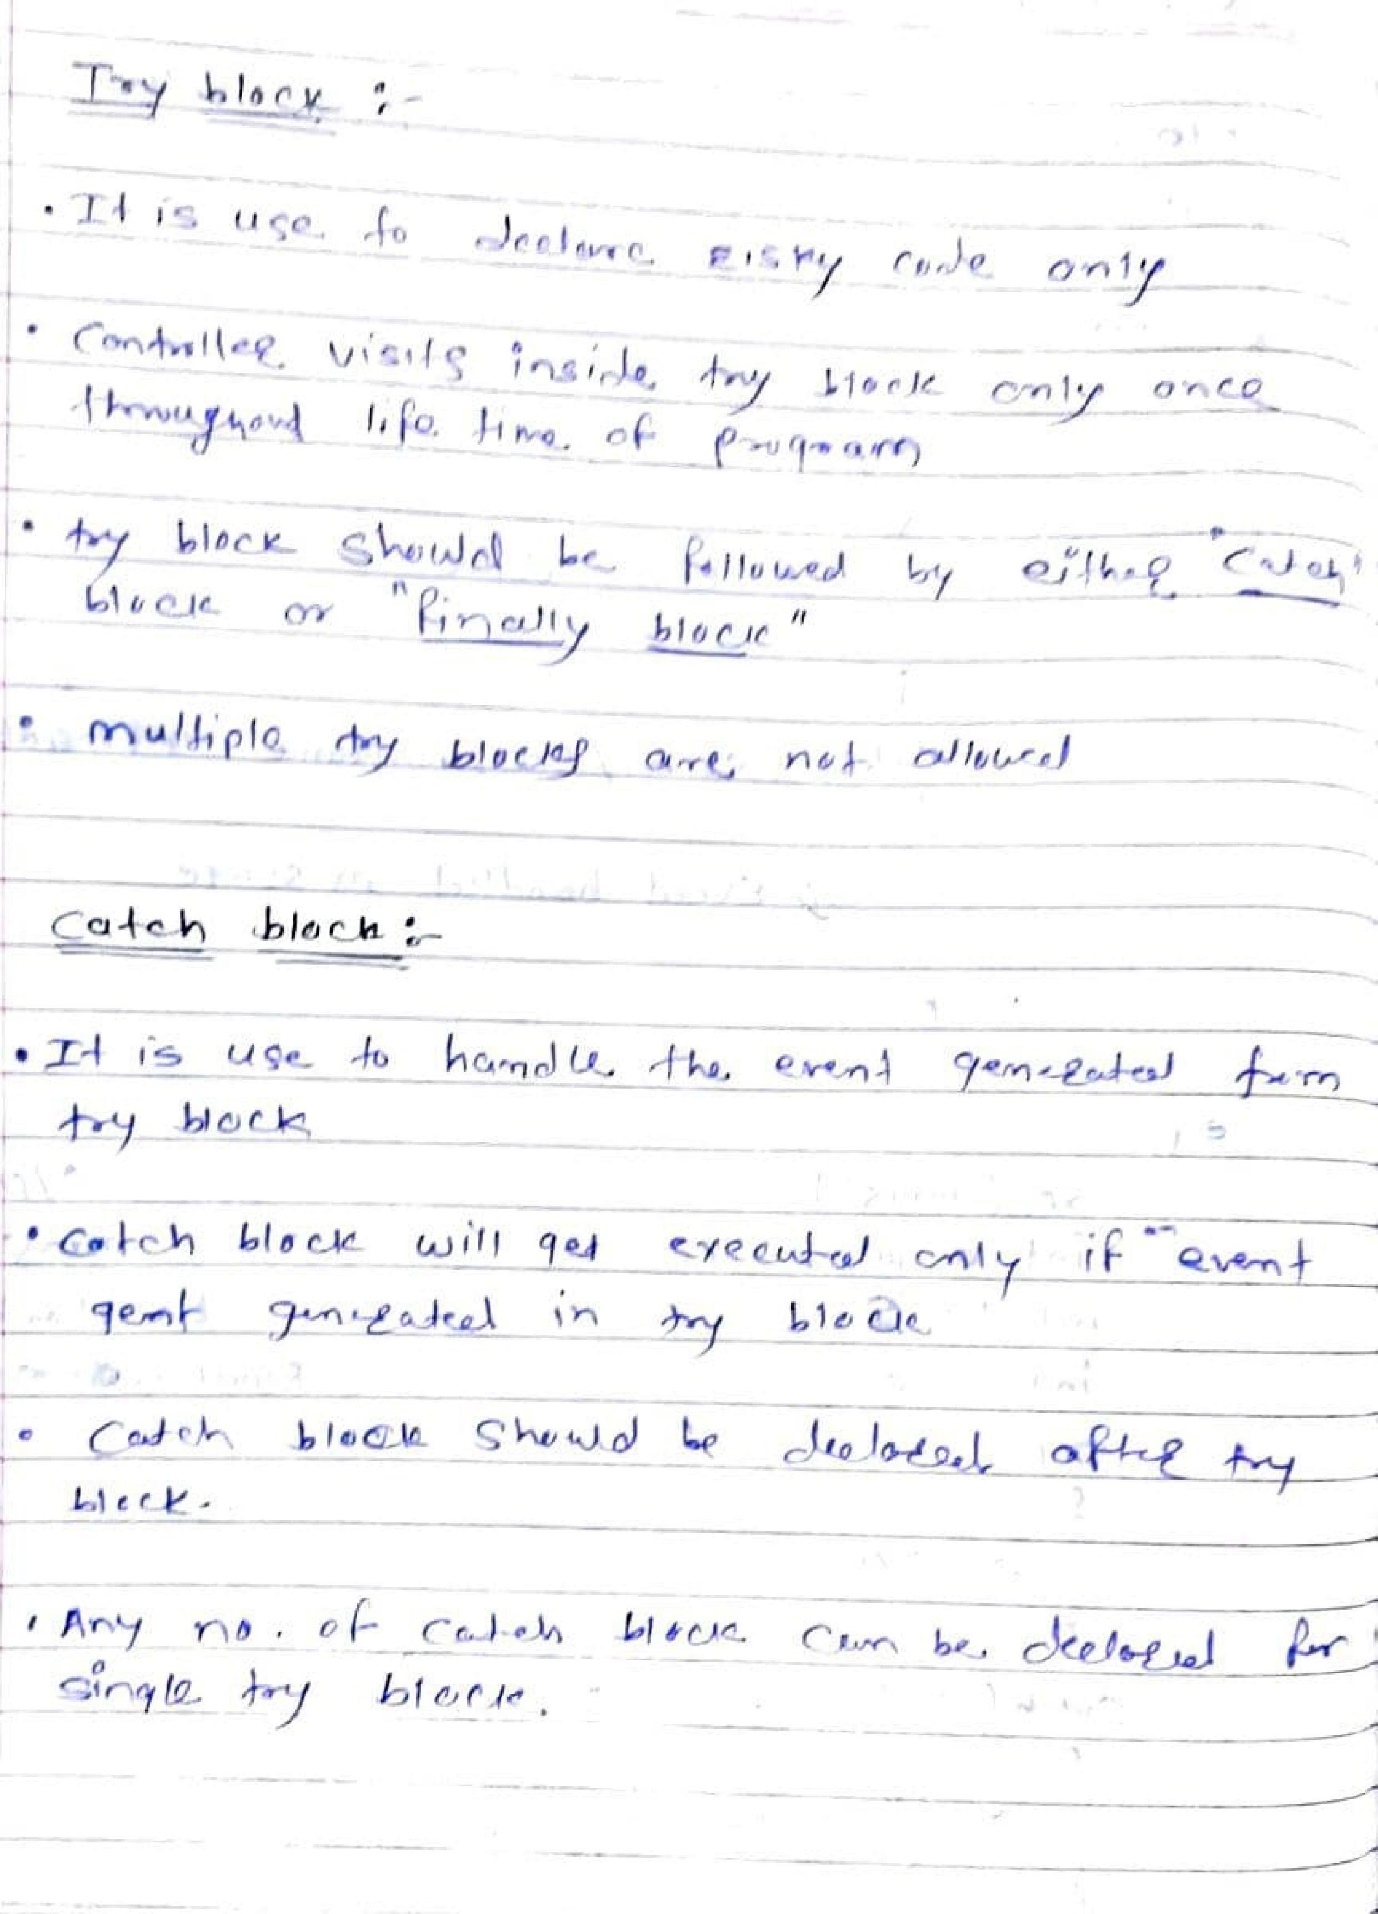 Try block :-
• It is use to declare risky code only
• Controller visits inside try block only once
throughout life time of program
• try block should be followed by either "catch"
block or "finally block"
• multiple try blocks are not allowed
Catch block :-
• It is use to handle the event generated from
try block
• catch block will get executed only if event
generated in try block
• Catch block should be declared after try
block.
• Any no. of catch block can be declared for
single try block.